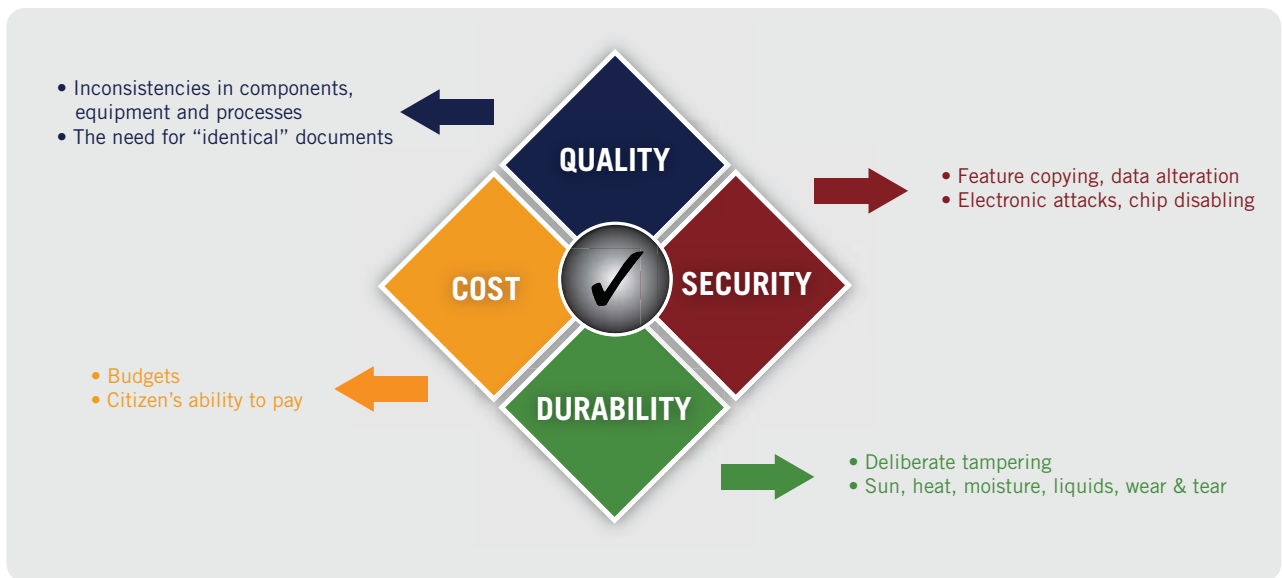 • Inconsistencies in components,
equipment and processes
• The need for “identical” documents
QUALITY
• Feature copying, data alteration
• Electronic attacks, chip disabling
COST
SECURITY
• Budgets
• Citizen’s ability to pay
DURABILITY
• Deliberate tampering
• Sun, heat, moisture, liquids, wear & tear